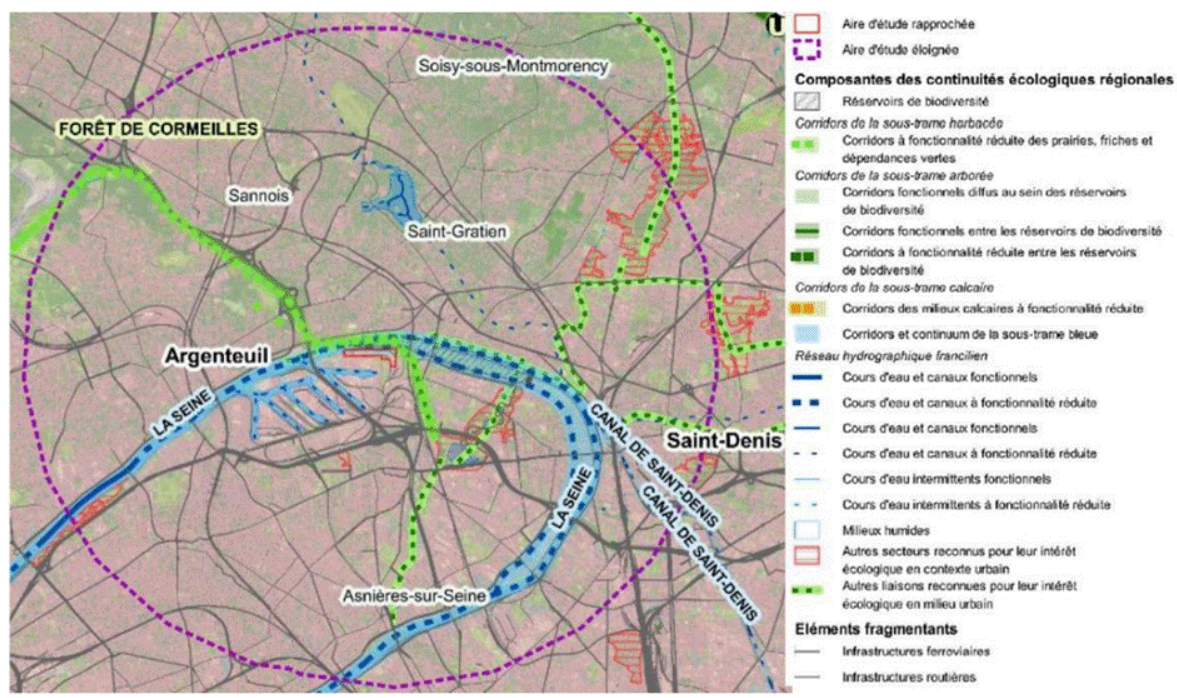 Soisy-sous-Montmorency
FORÊT DE CORMEILLES
Sannois
Saint-Gratien
Argenteuil
LA SEINE
CANAL DE SAINT-DENIS
Saint-Denis
LA SEINE
CANAL DE SAINT-DENIS
Asnières-sur-Seine
Aire d'étude rapprochée
Aire d'étude éloignée
Composantes des continuités écologiques régionales
Réservoirs de biodiversité
Corridors de la sous-trame herbacée
Corridors à fonctionnalité réduite des prairies, friches et
dépendances vertes
Corridors de la sous-trame arborée
Corridors fonctionnels diffus au sein des réservoirs
de biodiversité
Corridors fonctionnels entre les réservoirs de biodiversité
Corridors à fonctionnalité réduite entre les réservoirs
de biodiversité
Corridors de la sous-trame calcaire
Corridors des milieux calcaires à fonctionnalité réduite
Corridors et continuum de la sous-trame bleue
Réseau hydrographique francilien
Cours d'eau et canaux fonctionnels
Cours d'eau et canaux à fonctionnalité réduite
Cours d'eau et canaux fonctionnels
Cours d'eau et canaux à fonctionnalité réduite
Cours d'eau intermittents fonctionnels
Cours d'eau intermittents à fonctionnalité réduite
Milieux humides
Autres secteurs reconnus pour leur intérêt
écologique en contexte urbain
Autres liaisons reconnues pour leur intérêt
écologique en milieu urbain
Eléments fragmentants
Infrastructures ferroviaires
Infrastructures routières